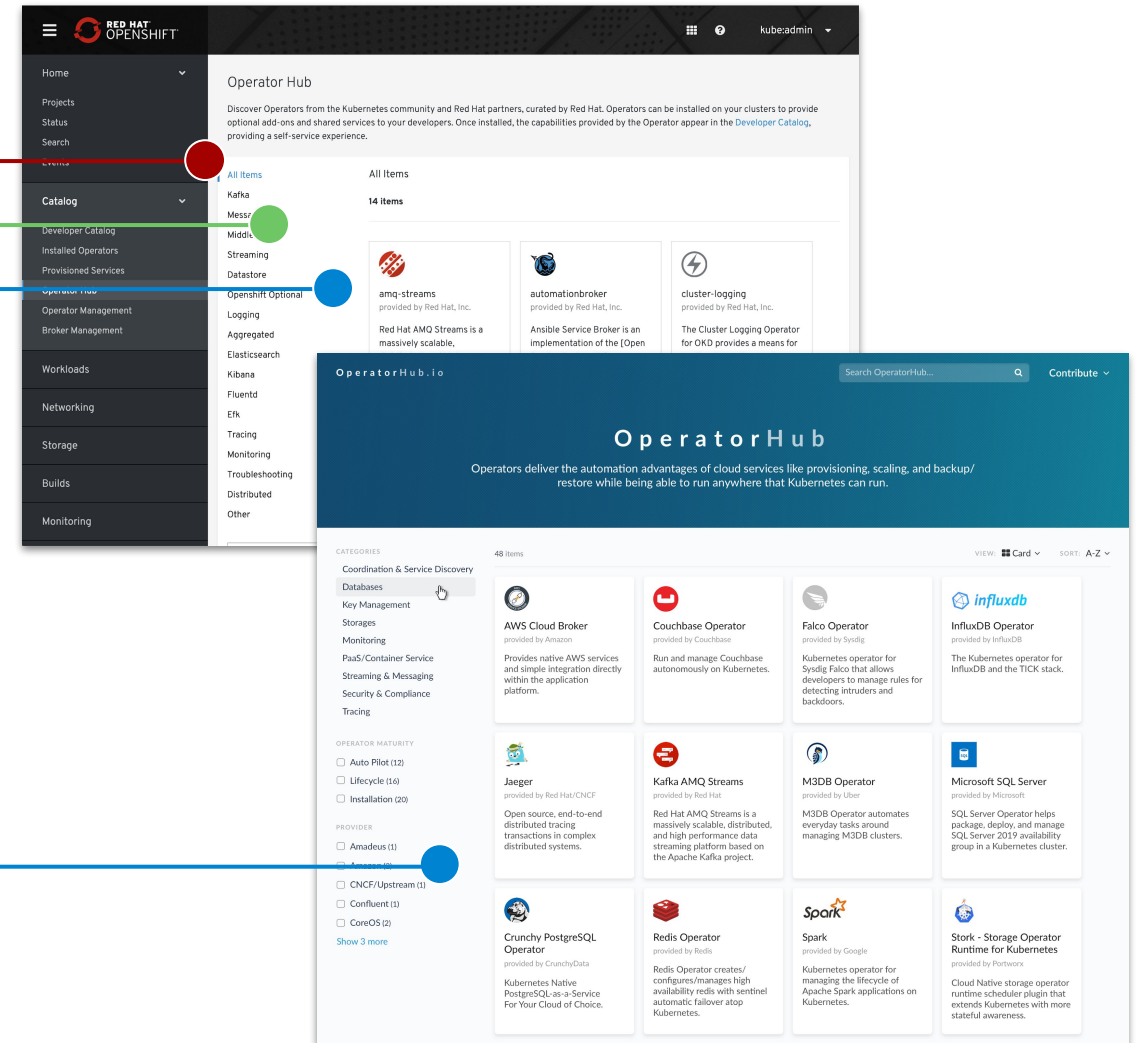 RED HAT
OPENSHIFT
kube:admin
Home
Projects
Status
Search
Events
Catalog
Developer Catalog
Installed Operators
Provisioned Services
Operator Hub
Operator Management
Broker Management
Workloads
Networking
Storage
Builds
Monitoring
Operator Hub
Discover Operators from the Kubernetes community and Red Hat partners, curated by Red Hat. Operators can be installed on your clusters to provide
optional add-ons and shared services to your developers. Once installed, the capabilities provided by the Operator appear in the Developer Catalog,
providing a self-service experience.
All Items
Kafka
Streaming
Datastore
Openshift Optional
Logging
Aggregated
Elasticsearch
Kibana
Fluentd
Efk
Tracing
Monitoring
Troubleshooting
Distributed
Other
All Items
14 items
amq-streams
provided by Red Hat, Inc.
Red Hat AMQ Streams is a
massively scalable,
automationbroker
provided by Red Hat, Inc.
Ansible Service Broker is an
implementation of the [Open
cluster-logging
provided by Red Hat, Inc.
The Cluster Logging Operator
for OKD provides a means for
OperatorHub.io
Search OperatorHub...
Contribute
OperatorHub
Operators deliver the automation advantages of cloud services like provisioning, scaling, and backup/
restore while being able to run anywhere that Kubernetes can run.
CATEGORIES
Coordination & Service Discovery
Databases
Key Management
Storages
Monitoring
PaaS/Container Service
Streaming & Messaging
Security & Compliance
Tracing
OPERATOR MATURITY
Auto Pilot (12)
Lifecycle (16)
Installation (20)
PROVIDER
Amadeus (1)
CNCF/Upstream (1)
Confluent (1)
CoreOS (2)
Show 3 more
48 items
VIEW: Card
SORT: A-Z
AWS Cloud Broker
provided by Amazon
Provides native AWS services
and simple integration directly
within the application
platform.
Couchbase Operator
provided by Couchbase
Run and manage Couchbase
autonomously on Kubernetes.
Falco Operator
provided by Sysdig
Kubernetes operator for
Sysdig Falco that allows
developers to manage rules for
detecting intruders and
backdoors.
influxdb
InfluxDB Operator
provided by InfluxDB
The Kubernetes operator for
InfluxDB and the TICK stack.
Jaeger
provided by Red Hat/CNCF
Open source, end-to-end
distributed tracing
transactions in complex
distributed systems.
Kafka AMQ Streams
provided by Red Hat
Red Hat AMQ Streams is a
massively scalable, distributed,
and high performance data
streaming platform based on
the Apache Kafka project.
M3DB Operator
provided by Uber
M3DB Operator automates
everyday tasks around
managing M3DB clusters.
Microsoft SQL Server
provided by Microsoft
SQL Server Operator helps
package, deploy, and manage
SQL Server 2019 availability
group in a Kubernetes cluster.
Crunchy PostgreSQL
Operator
provided by CrunchyData
Kubernetes Native
PostgreSQL-as-a-Service
For Your Cloud of Choice.
Redis Operator
provided by Redis
Redis Operator creates/
configures/manages high
availability redis with sentinel
automatic failover atop
Kubernetes.
Spark
Spark
provided by Google
Kubernetes operator for
managing the lifecycle of
Apache Spark applications on
Kubernetes.
Stork - Storage Operator
Runtime for Kubernetes
provided by Portworx
Cloud Native storage operator
runtime scheduler plugin that
extends Kubernetes with more
stateful awareness.